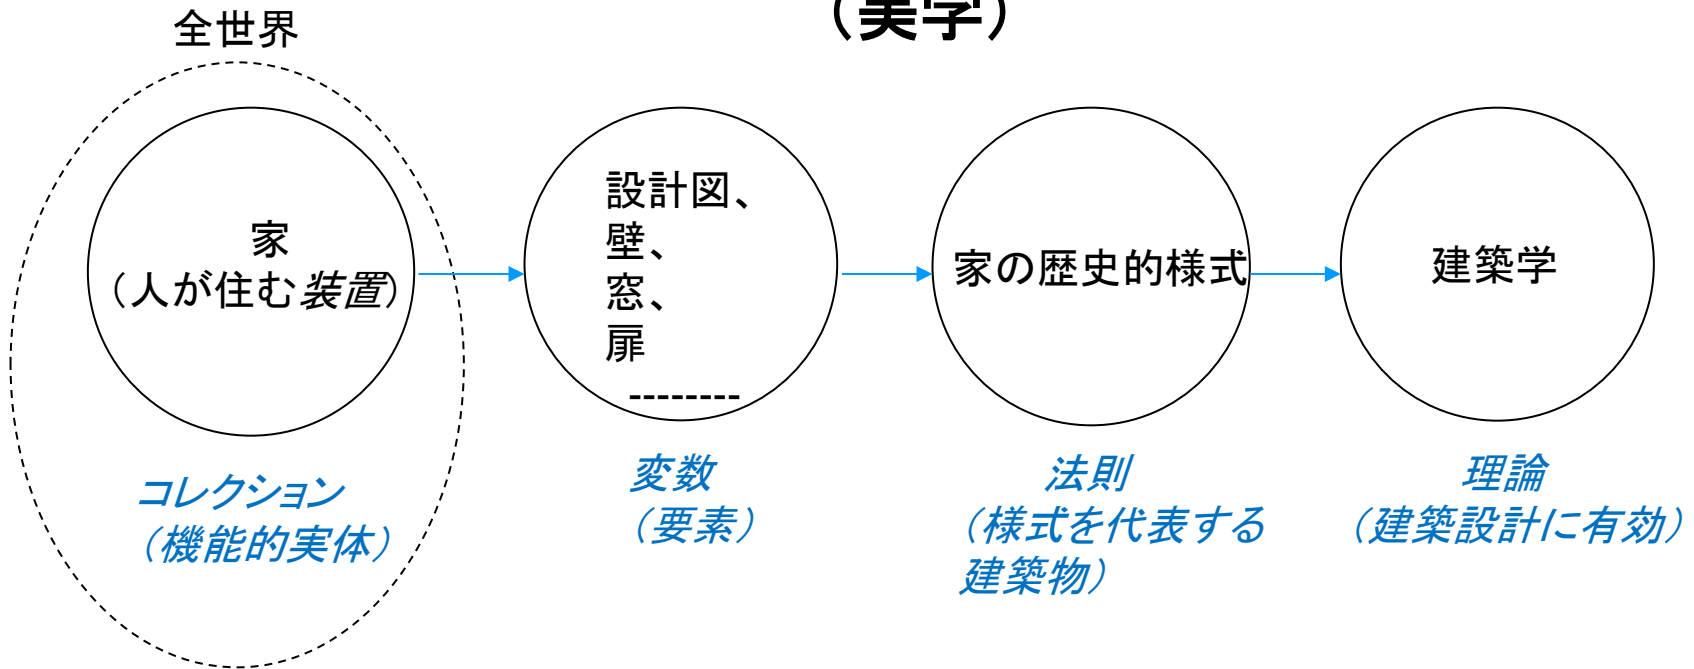 （美学）
全世界
家
（人が住む装置）
コレクション
（機能的実体）
設計図、
壁、
窓、
扉
--------
変数
（要素）
家の歴史的様式
法則
（様式を代表する
建築物）
建築学
理論
（建築設計に有効）